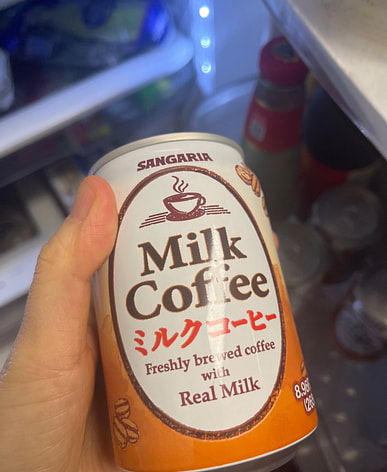 SANGARIA
Milk
Coffee
ミルクコーヒー
Freshly brewed coffee
with
Real Milk